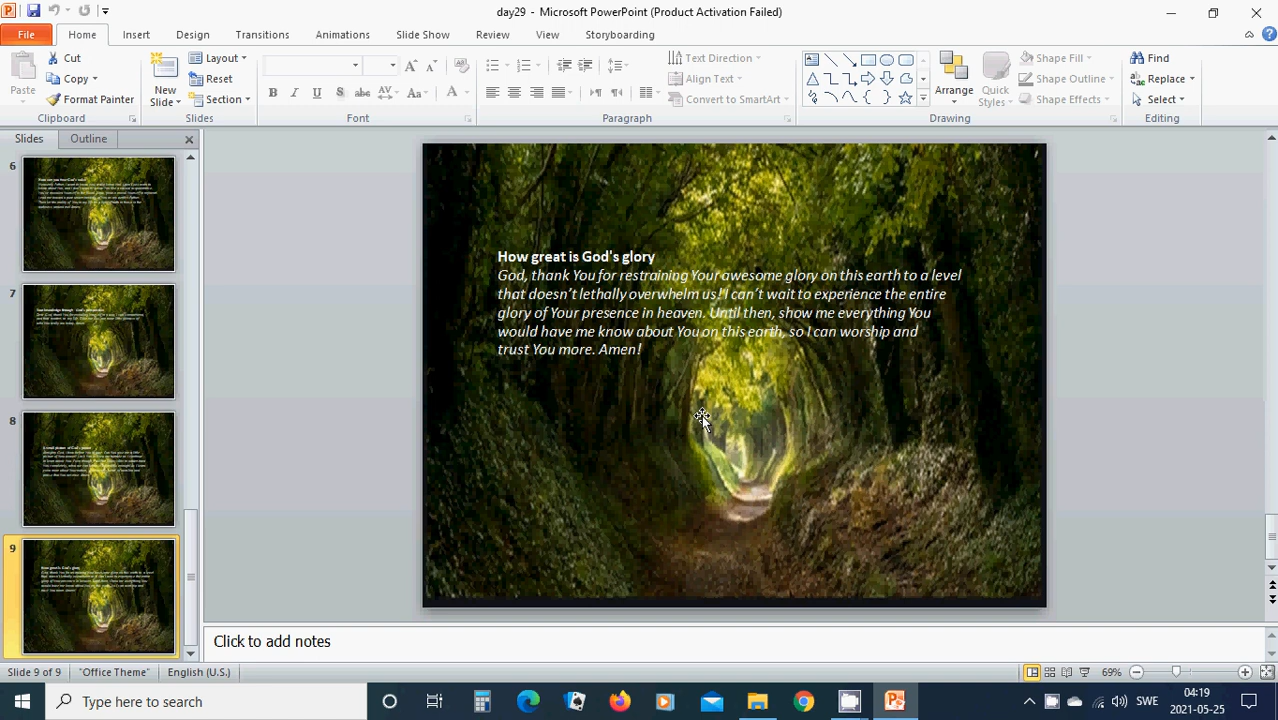 day29 - Microsoft PowerPoint (Product Activation Failed)
File Home Insert Design Transitions Animations Slide Show Review View Storyboarding
Paste
Cut
Copy
Format Painter
Clipboard
New
Slide
Layout
Reset
Section
Slides
B I U S abc AV Aa A
Font
Text Direction
Align Text
Convert to SmartArt
Paragraph
Arrange
Quick
Styles
Shape Fill
Shape Outline
Shape Effects
Drawing
Find
Replace
Select
Editing
Slides Outline
6
7
8
9
How great is God's glory
God, thank You for restraining Your awesome glory on this earth to a level
that doesn't lethally overwhelm us! I can't wait to experience the entire
glory of Your presence in heaven. Until then, show me everything You
would have me know about You on this earth, so I can worship and
trust You more. Amen!
Click to add notes
Slide 9 of 9 "Office Theme" English (U.S.) 69%
Type here to search
SWE
04:19
2021-05-25